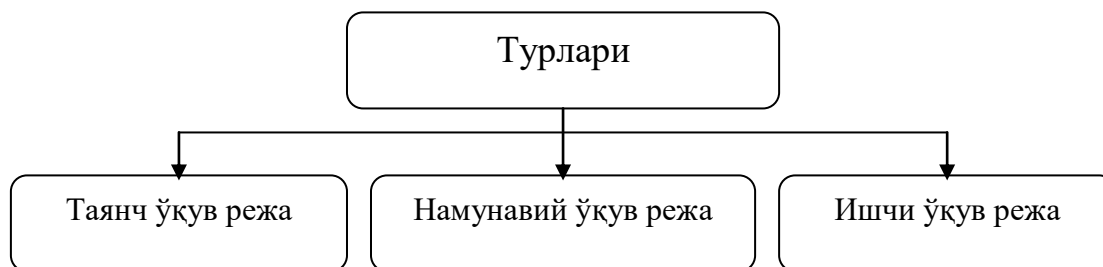 Турлари
Таянч ўқув режа
Намунавий ўқув режа
Ишчи ўқув режа